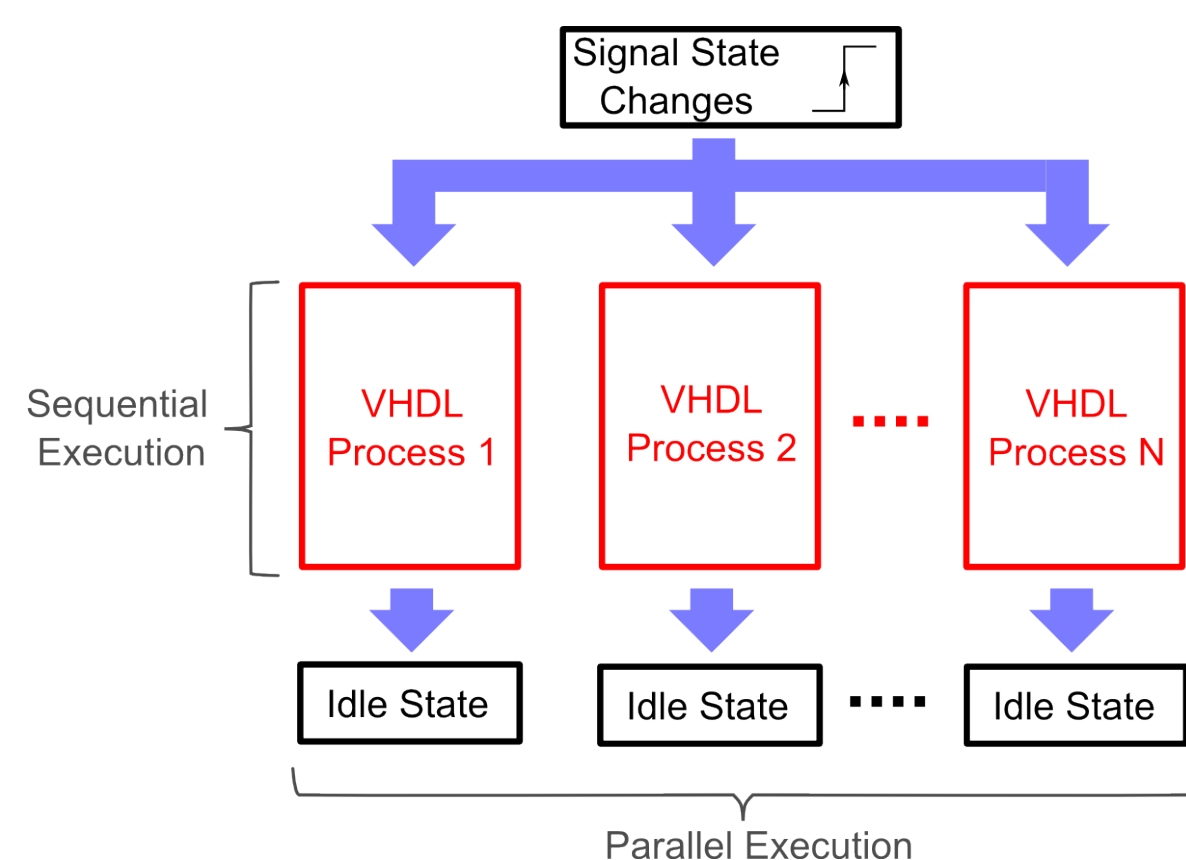 Signal State
Changes
Sequential
Execution
VHDL
Process 1
VHDL
Process 2
VHDL
Process N
Idle State
Idle State
Idle State
Parallel Execution